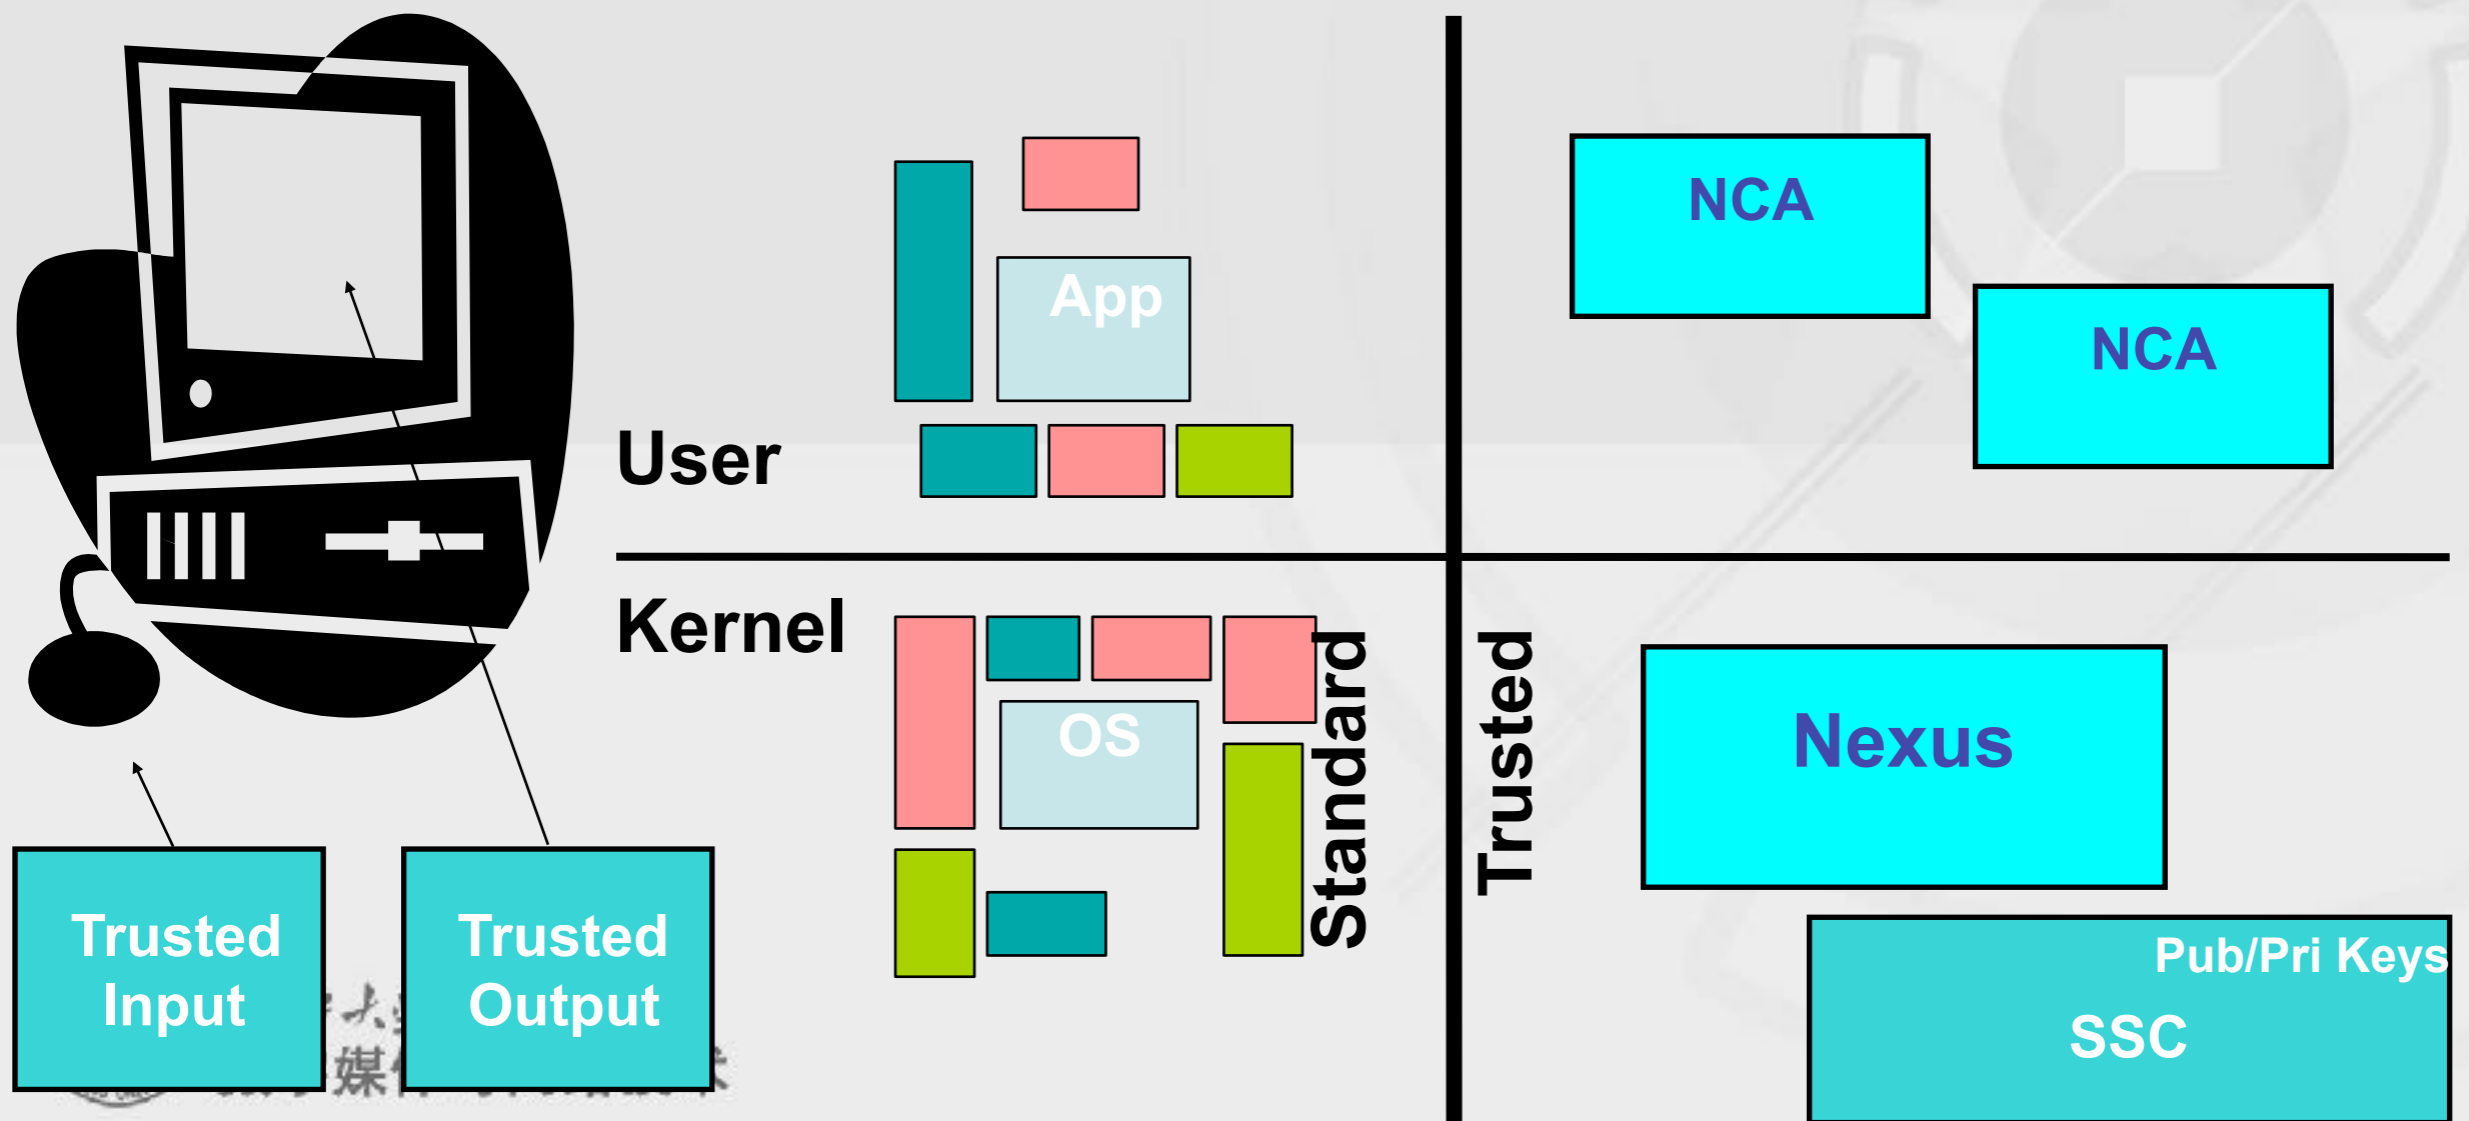 NCA
App
NCA
User
Kernel
Standard
Trusted
OS
Nexus
Trusted
Input
Trusted
Output
Pub/Pri Keys
SSC